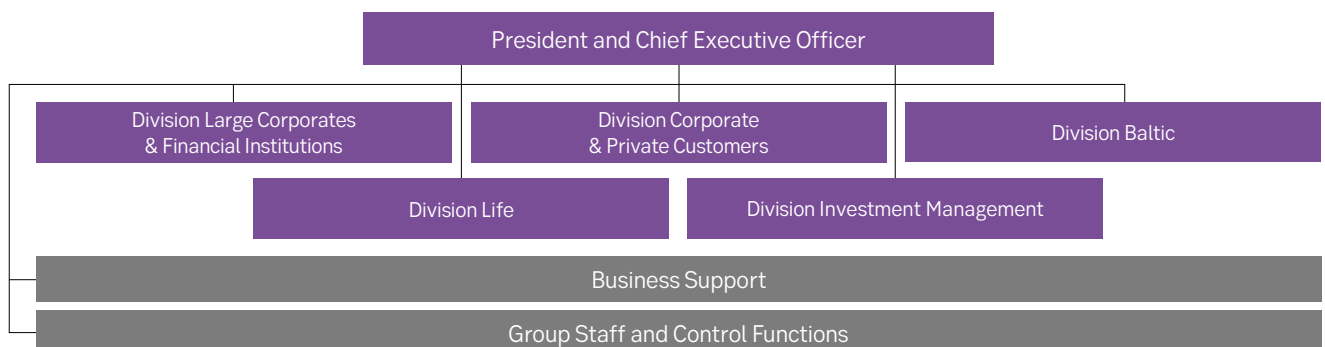 President and Chief Executive Officer
Division Large Corporates
& Financial Institutions
Division Corporate
& Private Customers
Division Baltic
Division Life
Division Investment Management
Business Support
Group Staff and Control Functions